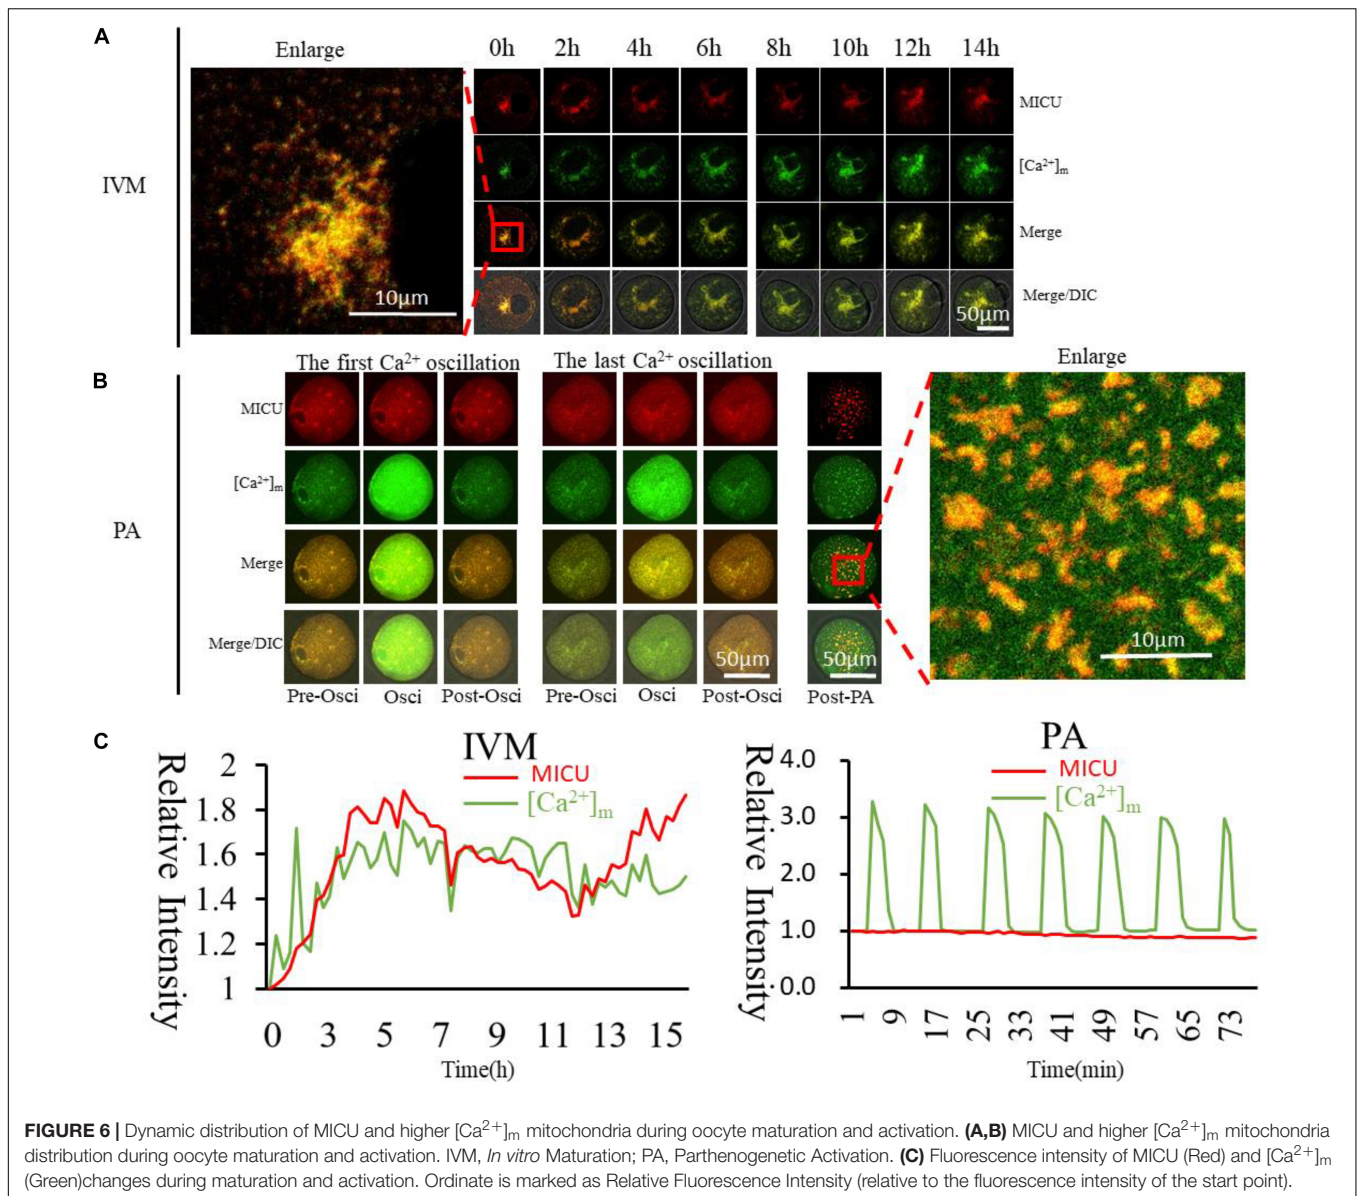 A
Enlarge
0h 2h 4h 6h 8h 10h 12h 14h
MICU
[Ca2+]m
IVM
Merge
10μm
Merge/DIC
50μm
B
The first Ca2+ oscillation The last Ca2+ oscillation
Enlarge
MICU
[Ca2+]m
PA
Merge
Merge/DIC
10μm
50μm 50μm
Pre-Osci Osci Post-Osci Pre-Osci Osci Post-Osci Post-PA
C
IVM
MICU
[Ca2+]m
Relative Intensity
2
1.8
1.6
1.4
1.2
1
0 3 5 7 9 11 13 15
Time(h)
PA
MICU
[Ca2+]m
Relative Intensity
4.0
3.0
2.0
1.0
0.0
1 9 17 25 33 41 49 57 65 73
Time(min)
FIGURE 6 | Dynamic distribution of MICU and higher [Ca2+]m mitochondria during oocyte maturation and activation. (A,B) MICU and higher [Ca2+]m mitochondria
distribution during oocyte maturation and activation. IVM, In vitro Maturation; PA, Parthenogenetic Activation. (C) Fluorescence intensity of MICU (Red) and [Ca2+]m
(Green)changes during maturation and activation. Ordinate is marked as Relative Fluorescence Intensity (relative to the fluorescence intensity of the start point).